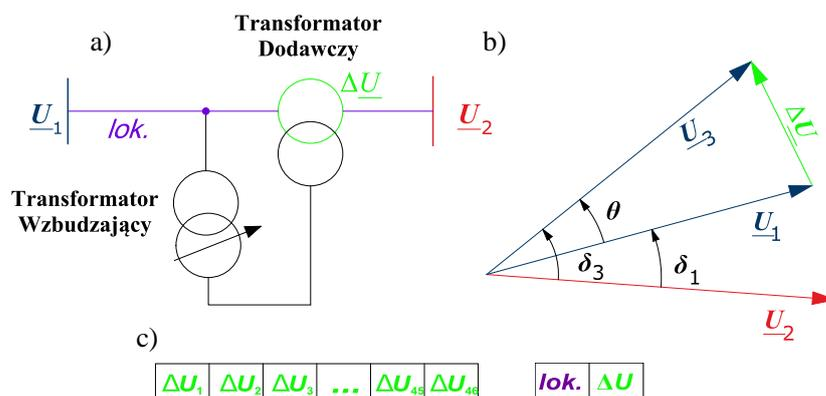 a)
Transformator
Dodawczy
ΔU
U1
lok.
U2
Transformator
Wzbudzający
b)
U3
ΔU
θ
U1
δ3
δ1
U2
c)
ΔU1 ΔU2 ΔU3 ... ΔU45 ΔU46
lok. ΔU